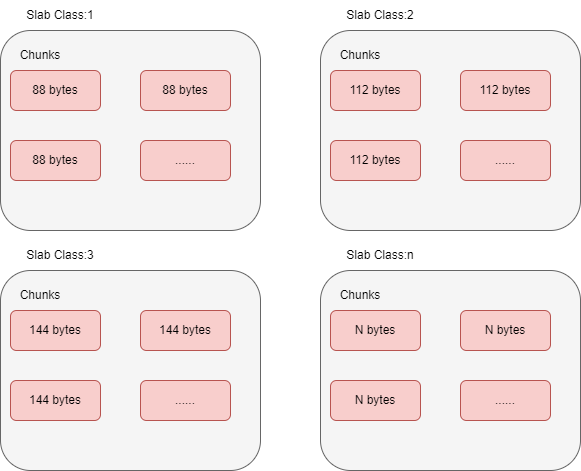 Slab Class:1
Chunks
88 bytes
88 bytes
88 bytes
......
Slab Class:2
Chunks
112 bytes
112 bytes
112 bytes
......
Slab Class:3
Chunks
144 bytes
144 bytes
144 bytes
......
Slab Class:n
Chunks
N bytes
N bytes
N bytes
......